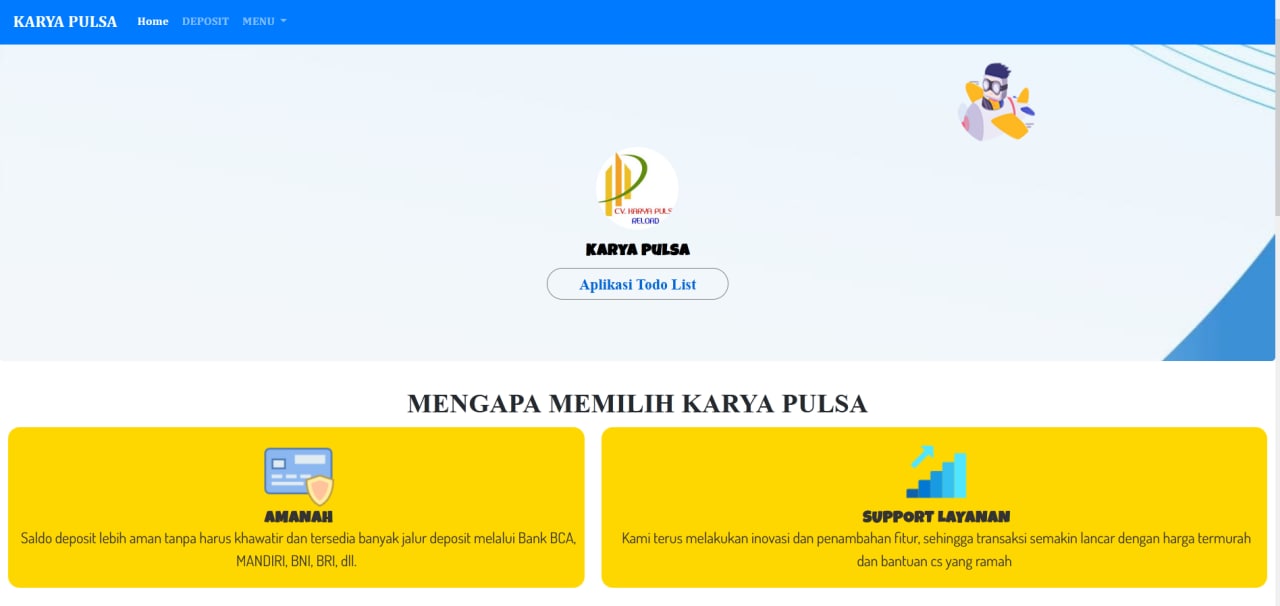 KARYA PULSA Home DEPOSIT MENU
CV. KARYA PULS
RELOAD
KARYA PULSA
Aplikasi Todo List
MENGAPA MEMILIH KARYA PULSA
AMANAH
Saldo deposit lebih aman tanpa harus khawatir dan tersedia banyak jalur deposit melalui Bank BCA,
MANDIRI, BNI, BRI, dll.
SUPPORT LAYANAN
Kami terus melakukan inovasi dan penambahan fitur, sehingga transaksi semakin lancar dengan harga termurah
dan bantuan cs yang ramah